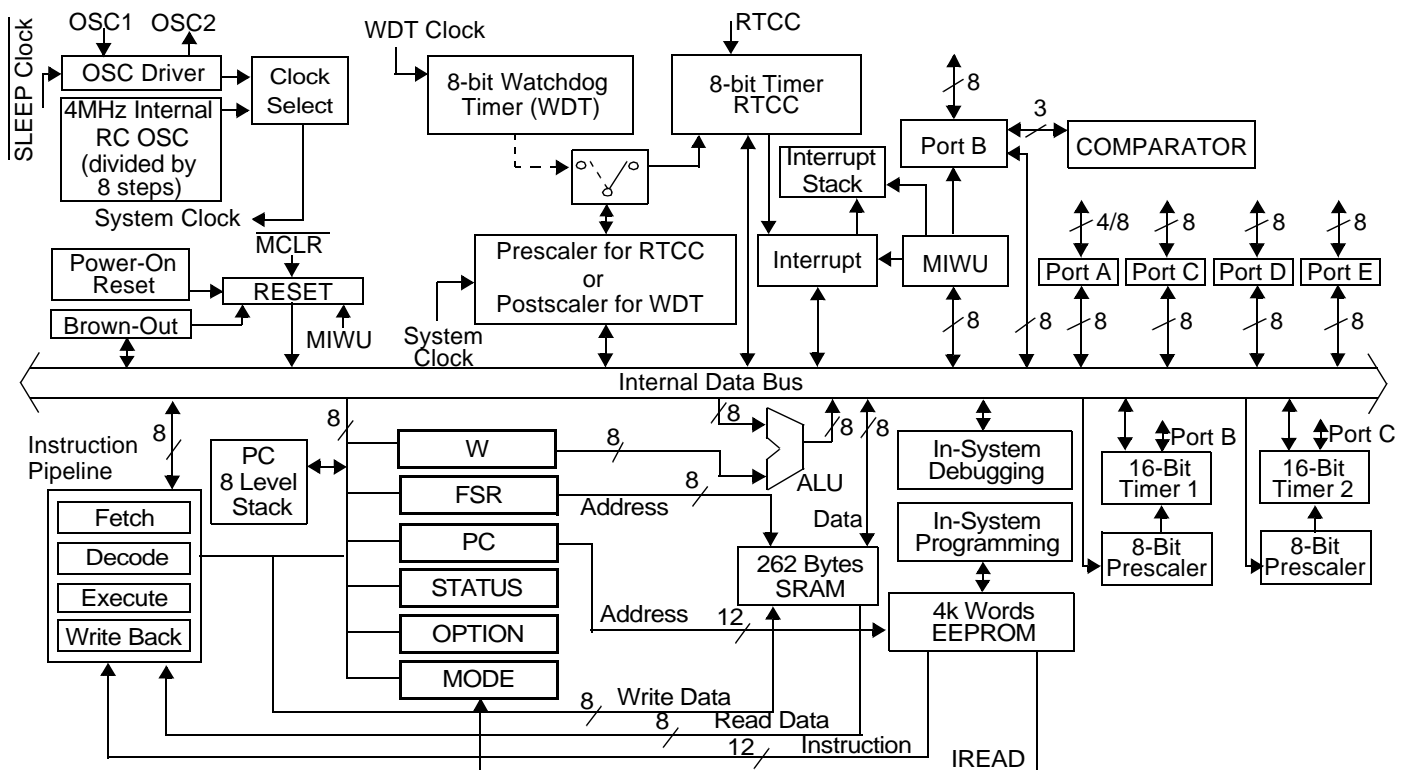 OSC1
OSC2
SLEEP Clock
OSC Driver
Clock
Select
4MHz Internal
RC OSC
(divided by
8 steps)
System Clock
WDT Clock
8-bit Watchdog
Timer (WDT)
RTCC
8-bit Timer
RTCC
8
3
Port B
COMPARATOR
Interrupt
Stack
Power-On
Reset
MCLR
RESET
Brown-Out
MIWU
Prescaler for RTCC
or
Postscaler for WDT
System
Clock
Interrupt
MIWU
4/8
8
8
8
Port A
Port C
Port D
Port E
8
8
8
8
8
8
Internal Data Bus
Instruction
Pipeline
8
Fetch
Decode
Execute
Write Back
PC
8 Level
Stack
8
W
FSR
PC
STATUS
OPTION
MODE
8
8
Address
8
8
8
ALU
Data
262 Bytes
SRAM
Address
12
In-System
Debugging
In-System
Programming
4k Words
EEPROM
Port B
16-Bit
Timer 1
8-Bit
Prescaler
Port C
16-Bit
Timer 2
8-Bit
Prescaler
8
Write Data
8
Read Data
12
Instruction
IREAD